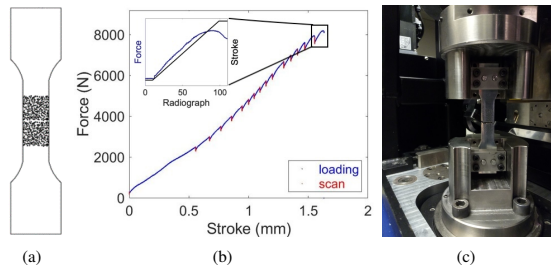 8000
6000
4000
2000
0
Force (N)
0
0.5
1
1.5
2
Stroke (mm)
Force
Stroke
0
50
100
Radiograph
loading
scan
(a)
(b)
(c)